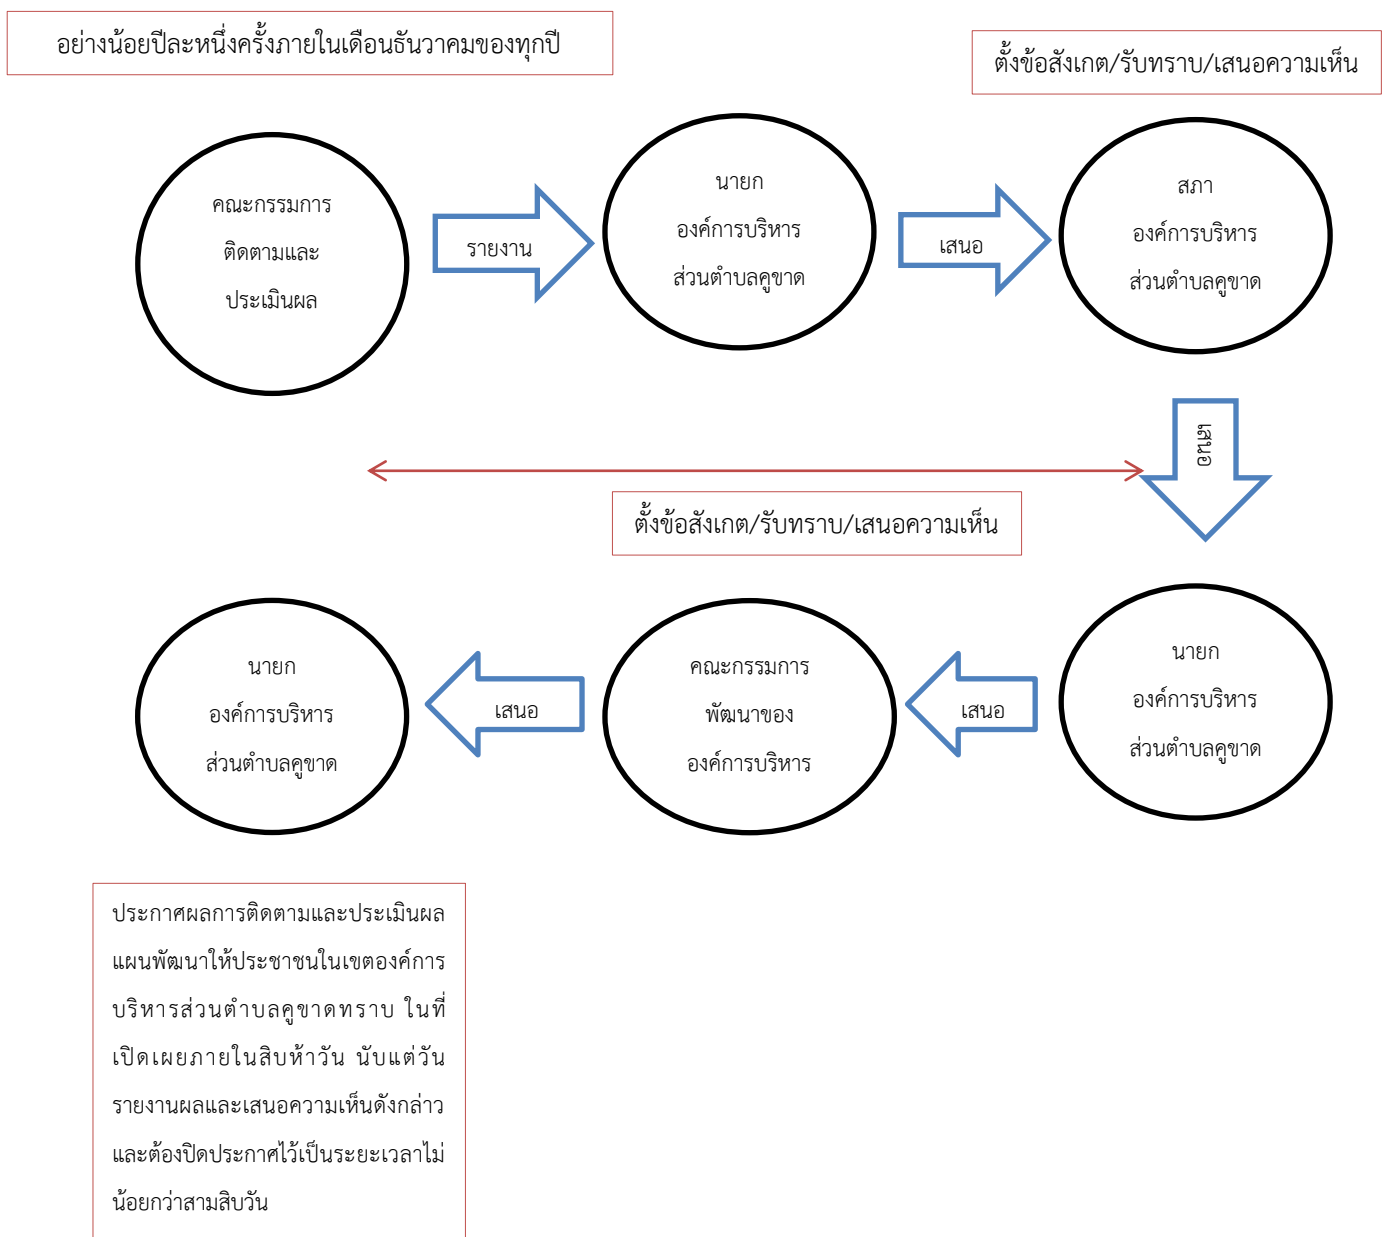 อย่างน้อยปีละหนึ่งครั้งภายในเดือนธันวาคมของทุกปี
ตั้งข้อสังเกต/รับทราบ/เสนอความเห็น
คณะกรรมการ
ติดตามและ
ประเมินผล
รายงาน
นายก
องค์การบริหาร
ส่วนตำบลคูขาด
เสนอ
สภา
องค์การบริหาร
ส่วนตำบลคูขาด
เสนอ
ตั้งข้อสังเกต/รับทราบ/เสนอความเห็น
นายก
องค์การบริหาร
ส่วนตำบลคูขาด
เสนอ
คณะกรรมการ
พัฒนาของ
องค์การบริหาร
เสนอ
นายก
องค์การบริหาร
ส่วนตำบลคูขาด
ประกาศผลการติดตามและประเมินผล
แผนพัฒนาให้ประชาชนในเขตองค์การ
บริหารส่วนตำบลคูขาดทราบ ในที่
เปิดเผยภายในสิบห้าวัน นับแต่วัน
รายงานผลและเสนอความเห็นดังกล่าว
และต้องปิดประกาศไว้เป็นระยะเวลาไม่
น้อยกว่าสามสิบวัน